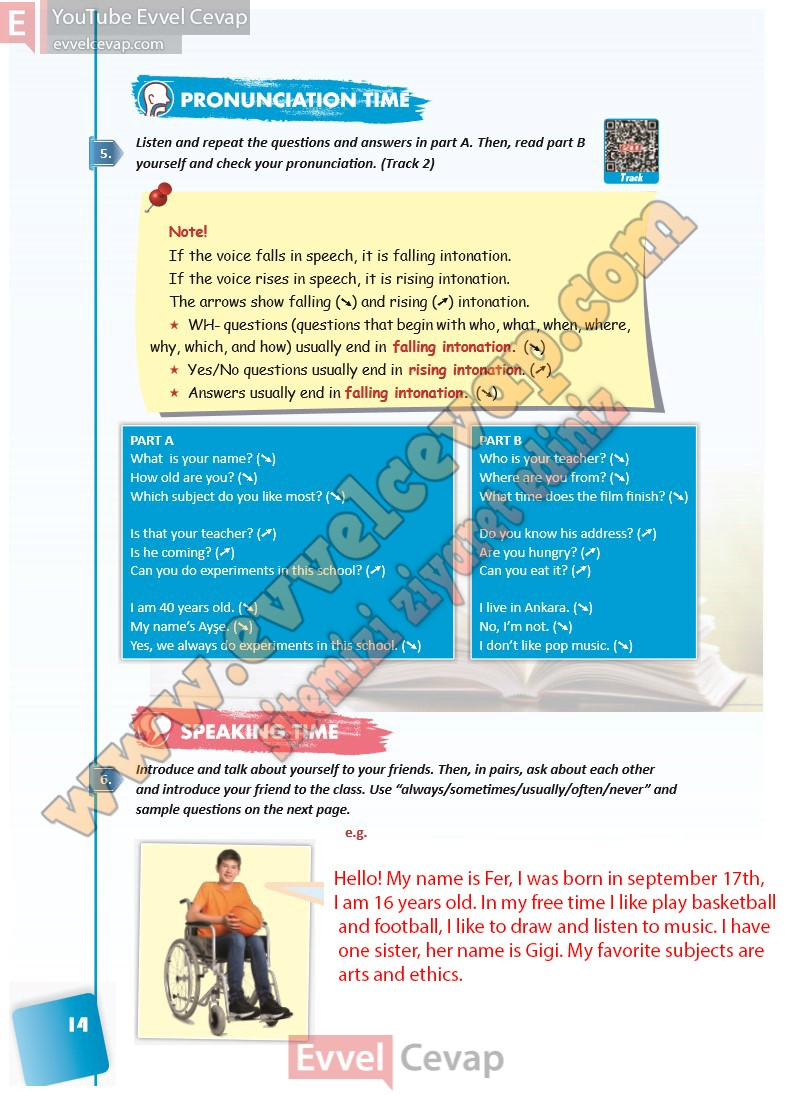 E YouTube Evvel Cevap
evvelcevap.com
PRONUNCIATION TIME
5.
Listen and repeat the questions and answers in part A. Then, read part B
yourself and check your pronunciation. (Track 2)
Track
Note!
If the voice falls in speech, it is falling intonation.
If the voice rises in speech, it is rising intonation.
The arrows show falling (↘) and rising (↗) intonation.
★ WH- questions (questions that begin with who, what, when, where,
why, which, and how) usually end in falling intonation. (↘)
★ Yes/No questions usually end in rising intonation. (↗)
★ Answers usually end in falling intonation. (↘)
PART A
What is your name? (↘)
How old are you? (↘)
Which subject do you like most? (↘)
Is that your teacher? (↗)
Is he coming? (↗)
Can you do experiments in this school? (↗)
I am 40 years old. (↘)
My name's Ayşe. (↘)
Yes, we always do experiments in this school. (↘)
PART B
Who is your teacher? (↘)
Where are you from? (↘)
What time does the film finish? (↘)
Do you know his address? (↗)
Are you hungry? (↗)
Can you eat it? (↗)
I live in Ankara. (↘)
No, I'm not. (↘)
I don't like pop music. (↘)
www.evvelcevap.com
sitemizi ziyaret ediniz
SPEAKING TIME
6.
Introduce and talk about yourself to your friends. Then, in pairs, ask about each other
and introduce your friend to the class. Use “always/sometimes/usually/often/never” and
sample questions on the next page.
e.g.
Hello! My name is Fer, I was born in september 17th,
I am 16 years old. In my free time I like play basketball
and football, I like to draw and listen to music. I have
one sister, her name is Gigi. My favorite subjects are
arts and ethics.
14
Evvel Cevap